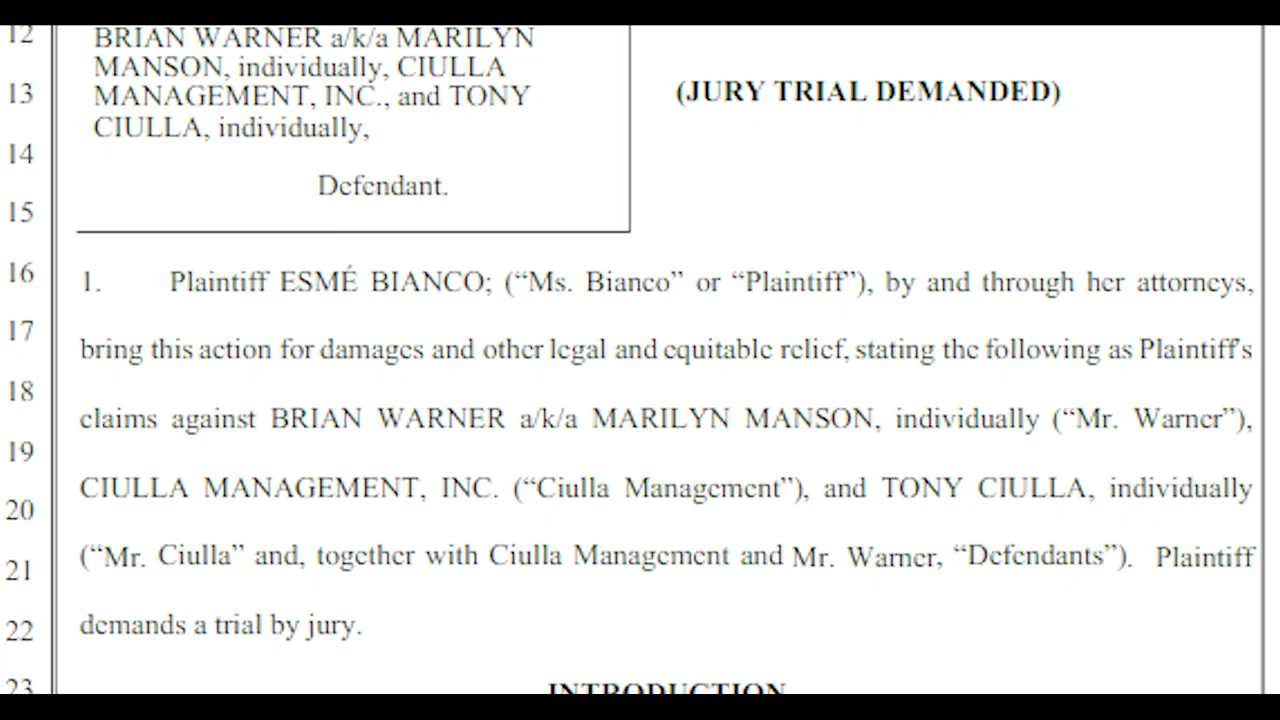 12 BRIAN WARNER a/k/a MARILYN
MANSON, individually, CIULLA
13 MANAGEMENT, INC., and TONY
(JURY TRIAL DEMANDED)
CIULLA, individually,
14
Defendant.
15
16 1. Plaintiff ESMÉ BIANCO; (“Ms. Bianco” or “Plaintiff”), by and through her attorneys,
17 bring this action for damages and other legal and equitable relief, stating the following as Plaintiff's
18 claims against BRIAN WARNER a/k/a MARILYN MANSON, individually (“Mr. Warner”),
19
20 CIULLA MANAGEMENT, INC. (“Ciulla Management”), and TONY CIULLA, individually
21 (“Mr. Ciulla” and, together with Ciulla Management and Mr. Warner, “Defendants”). Plaintiff
22 demands a trial by jury.
23 INTRODUCTION